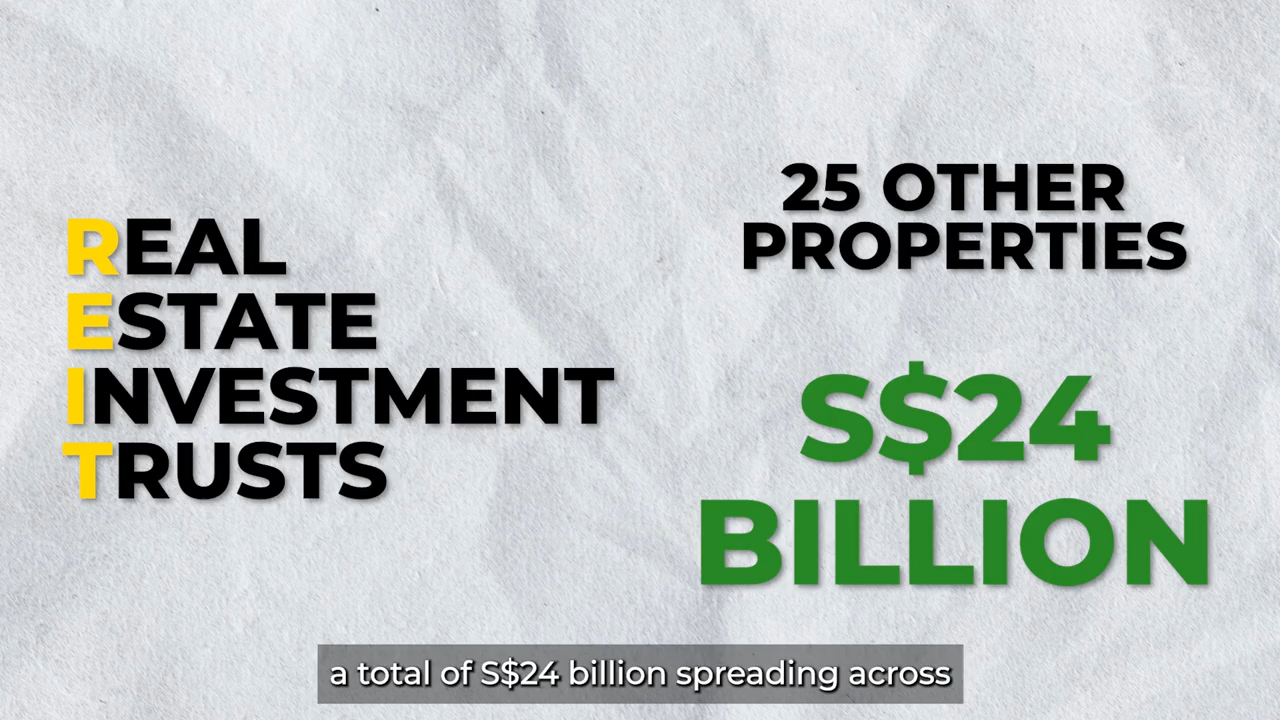 REAL
ESTATE
INVESTMENT
TRUSTS
25 OTHER
PROPERTIES
S$24
BILLION
a total of S$24 billion spreading across